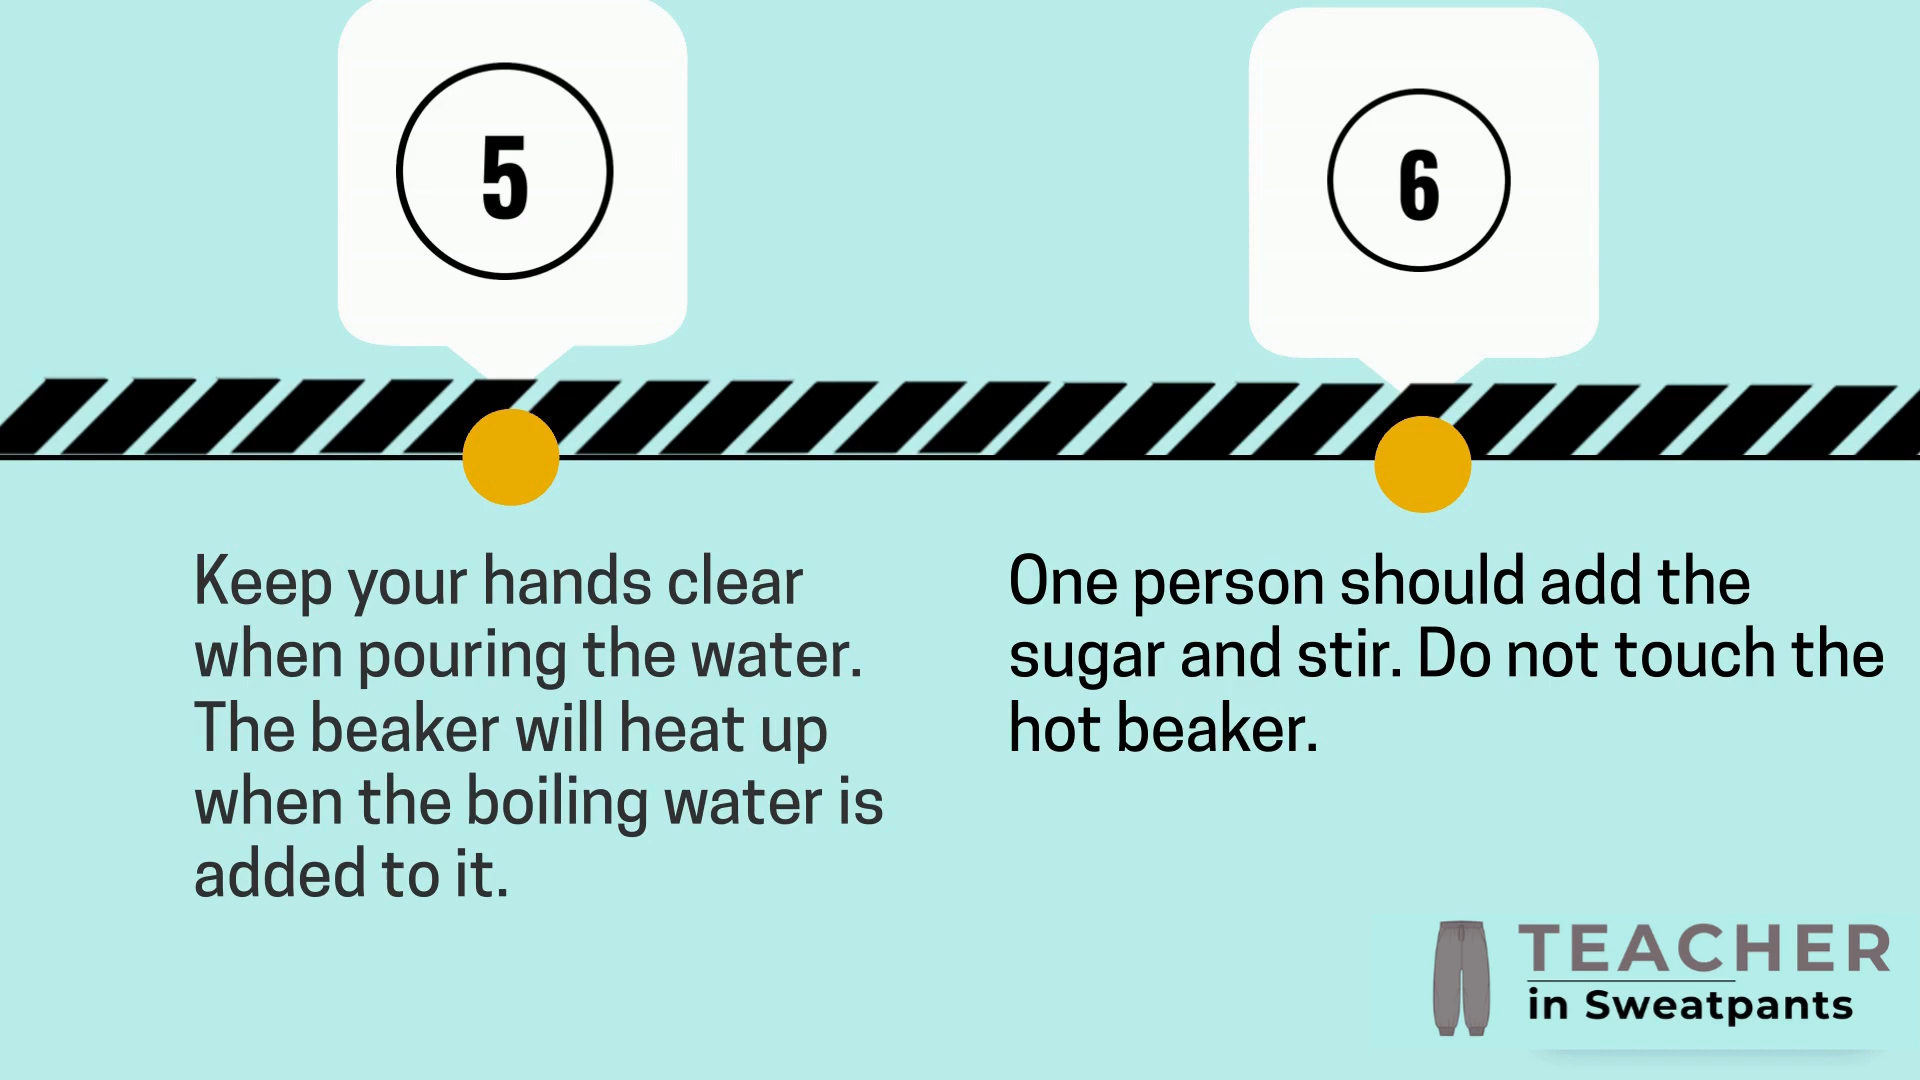 5
6
Keep your hands clear
when pouring the water.
The beaker will heat up
when the boiling water is
added to it.
One person should add the
sugar and stir. Do not touch the
hot beaker.
TEACHER
in Sweatpants